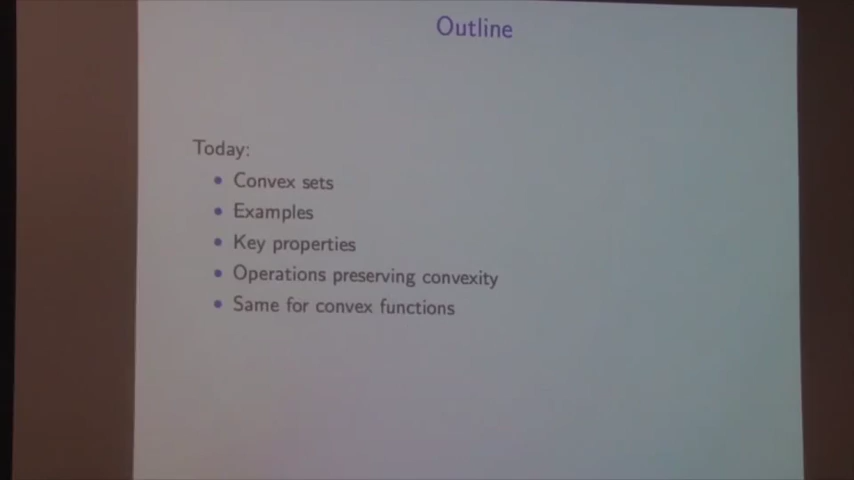 Outline
Today:
• Convex sets
• Examples
• Key properties
• Operations preserving convexity
• Same for convex functions